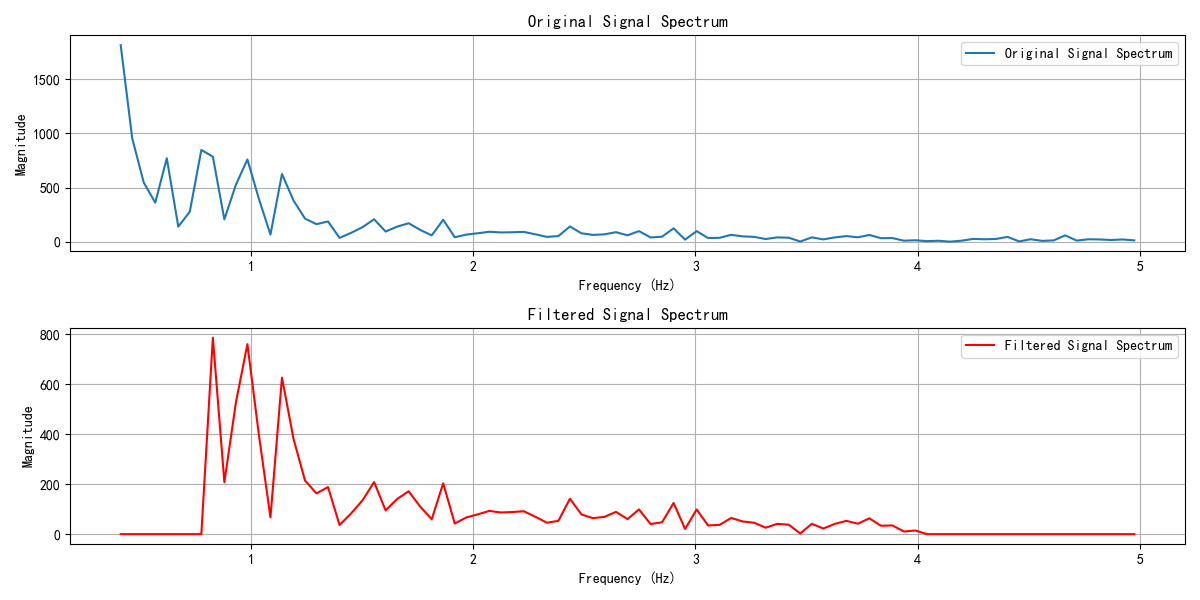 Original Signal Spectrum
Original Signal Spectrum
1500
1000
500
0
Magnitude
1 2 3 4 5
Frequency (Hz)
Filtered Signal Spectrum
Filtered Signal Spectrum
800
600
400
200
0
Magnitude
1 2 3 4 5
Frequency (Hz)